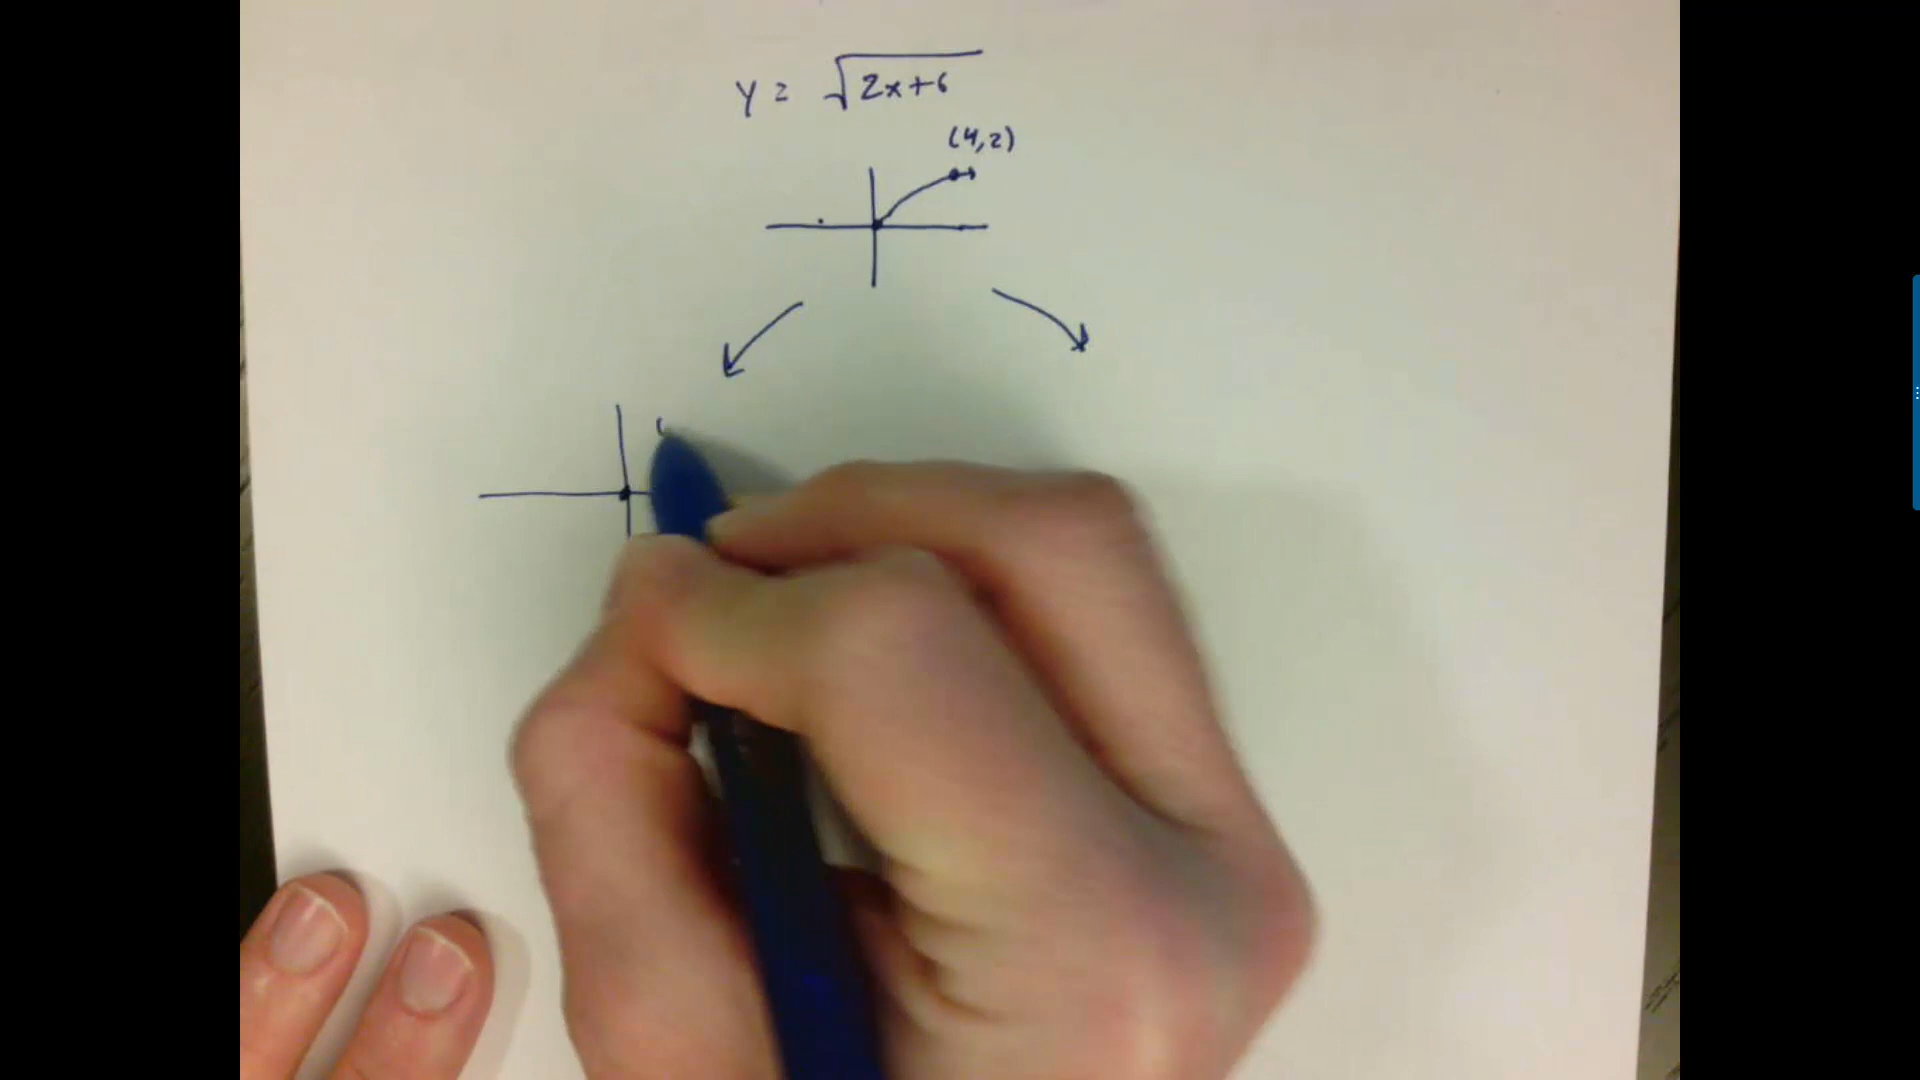 y = √2x+6
(4,2)
(